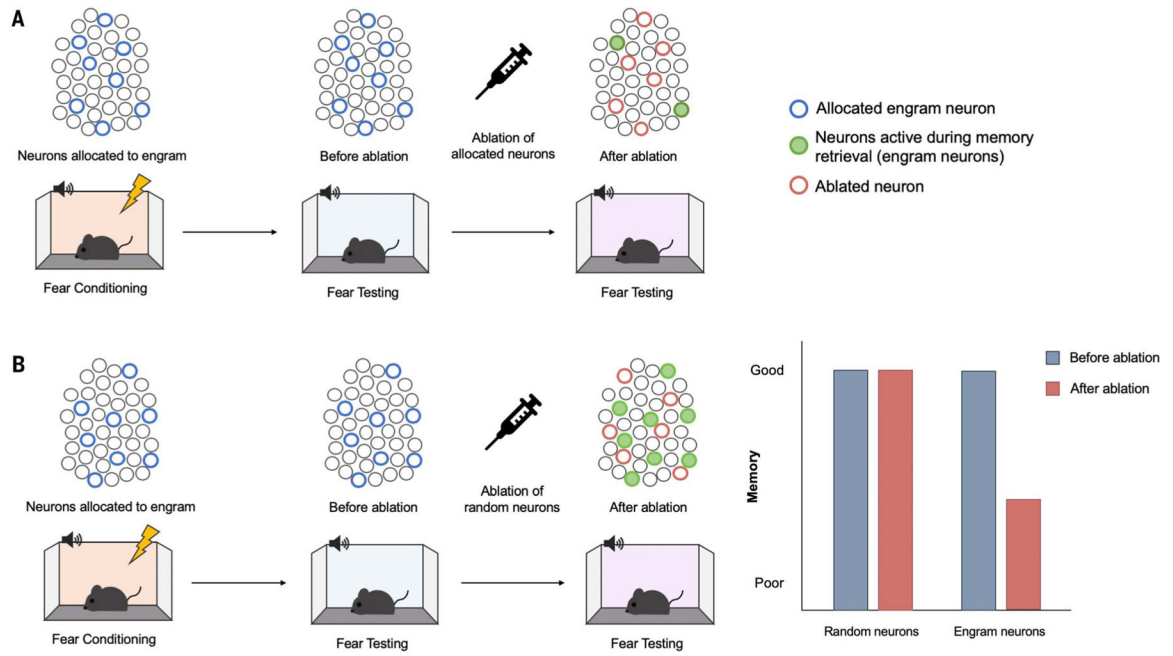 A
Neurons allocated to engram
Before ablation
Ablation of
allocated neurons
After ablation
Allocated engram neuron
Neurons active during memory
retrieval (engram neurons)
Ablated neuron
Fear Conditioning
Fear Testing
Fear Testing
B
Neurons allocated to engram
Before ablation
Ablation of
random neurons
After ablation
Fear Conditioning
Fear Testing
Fear Testing
Good
Memory
Poor
Random neurons
Engram neurons
Before ablation
After ablation